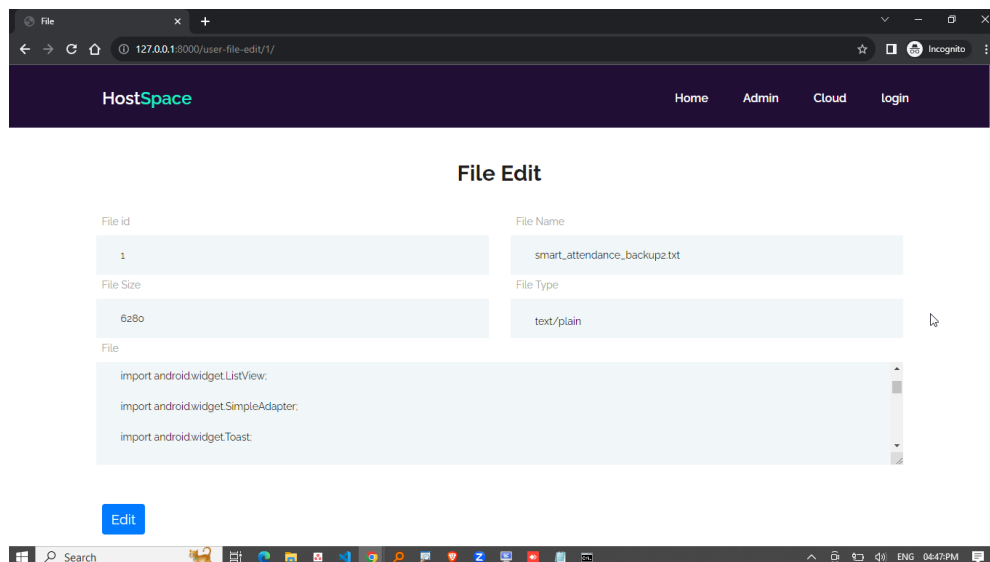 File
127.0.0.1:8000/user-file-edit/1/
Incognito
HostSpace
Home Admin Cloud login
File Edit
File id
File Name
1
smart_attendance_backup2.txt
File Size
File Type
6280
text/plain
File
import android.widget.ListView;
import android.widget.SimpleAdapter;
import android.widget.Toast;
Edit
Search
ENG 04:47:PM